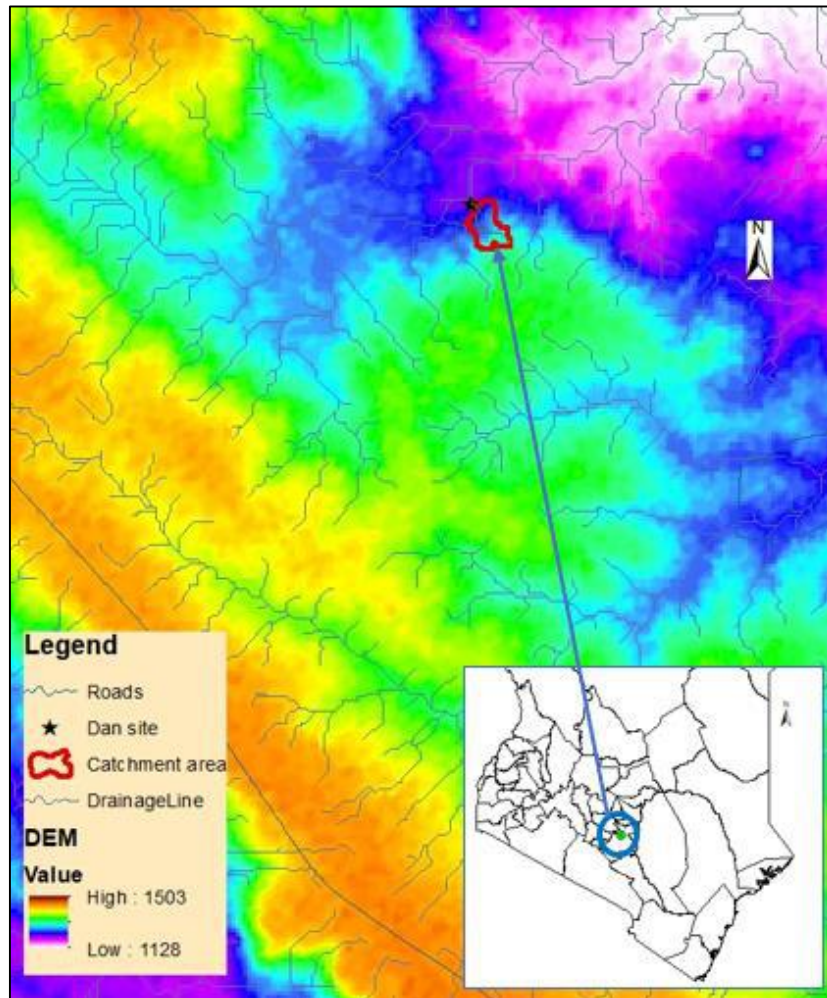 N
Legend
Roads
Dan site
Catchment area
DrainageLine
DEM
Value
High : 1503
Low : 1128
N